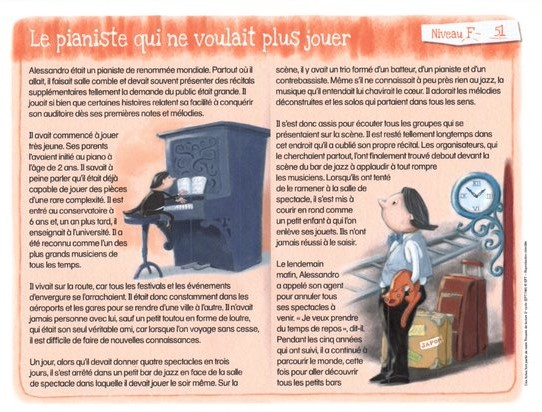 Le pianiste qui ne voulait plus jouer
Niveau F- 51
Alessandro était un pianiste de renommée mondiale. Partout où il
allait, il faisait salle comble et devait souvent présenter des récitals
supplémentaires tellement la demande du public était grande. Il
jouait si bien que certaines histoires relatent sa facilité à conquérir
son auditoire dès ses premières notes et mélodies.
Il avait commencé à jouer
très jeune. Ses parents
l'avaient initié au piano à
l'âge de 2 ans. Il savait à
peine parler qu'il était déjà
capable de jouer des pièces
d'une rare complexité. Il est
entré au conservatoire à
6 ans et, un an plus tard, il
enseignait à l'université. Il a
été reconnu comme l'un des
plus grands musiciens de
tous les temps.
Il vivait sur la route, car tous les festivals et les événements
d'envergure se l'arrachaient. Il était donc constamment dans les
aéroports et les gares pour se rendre d'une ville à l'autre. Il n'avait
jamais personne avec lui, sauf un petit toutou en forme de loutre,
qui était son seul véritable ami, car lorsque l'on voyage sans cesse,
il est difficile de faire de nouvelles connaissances.
Un jour, alors qu'il devait donner quatre spectacles en trois
jours, il s'est arrêté dans un petit bar de jazz en face de la salle
de spectacle dans laquelle il devait jouer le soir même. Sur la
scène, il y avait un trio formé d'un batteur, d'un pianiste et d'un
contrebassiste. Même s'il ne connaissait à peu près rien au jazz, la
musique qu'il entendait lui chavirait le cœur. Il adorait les mélodies
déconstruites et les solos qui partaient dans tous les sens.
Il s'est donc assis pour écouter tous les groupes qui se
présentaient sur la scène. Il est resté tellement longtemps dans
cet endroit qu'il a oublié son propre récital. Les organisateurs, qui
le cherchaient partout, l'ont finalement trouvé debout devant la
scène du bar de jazz à applaudir à tout rompre
les musiciens. Lorsqu'ils ont tenté
de le ramener à la salle de
spectacle, il s'est mis à
courir en rond comme
un petit enfant à qui l'on
enlève ses jouets. Ils n'ont
jamais réussi à le saisir.
Le lendemain
matin, Alessandro
a appelé son agent
pour annuler tous
ses spectacles à
venir. « Je veux prendre
du temps de repos », dit-il.
Pendant les cinq années
qui ont suivi, il a continué à
parcourir le monde, cette
fois pour aller découvrir
tous les petits bars
JAPON